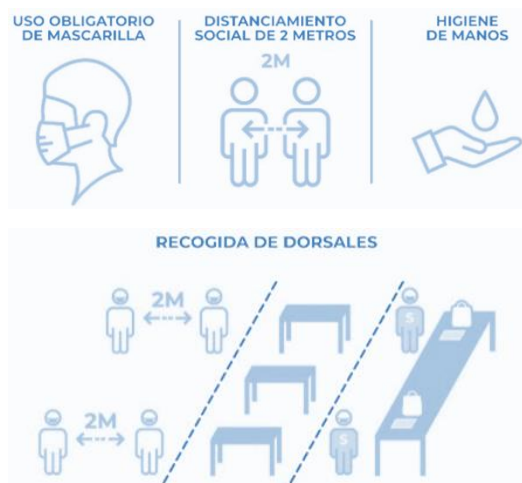 USO OBLIGATORIO
DE MASCARILLA
DISTANCIAMIENTO
SOCIAL DE 2 METROS
2M
HIGIENE
DE MANOS
RECOGIDA DE DORSALES
2M
S
2M
S